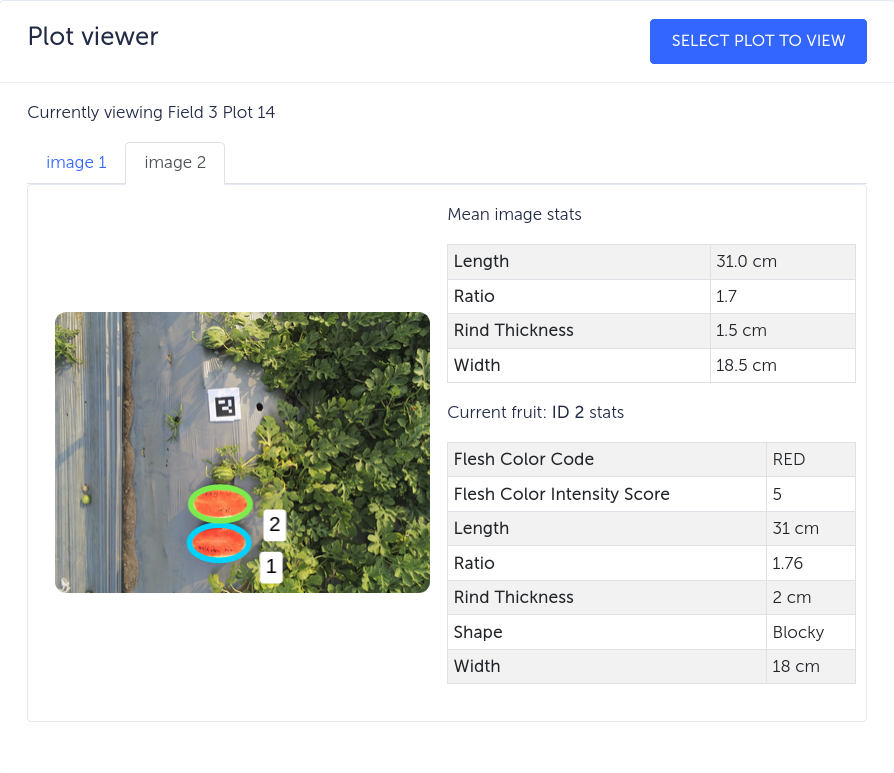 Plot viewer
SELECT PLOT TO VIEW
Currently viewing Field 3 Plot 14
image 1
image 2
Mean image stats
Length 31.0 cm
Ratio 1.7
Rind Thickness 1.5 cm
Width 18.5 cm
Current fruit: ID 2 stats
Flesh Color Code RED
Flesh Color Intensity Score 5
Length 31 cm
Ratio 1.76
Rind Thickness 2 cm
Shape Blocky
Width 18 cm
2
1